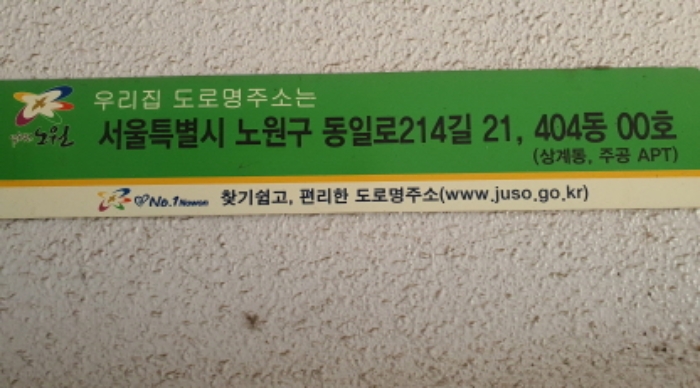 우리집 도로명주소는
노원 서울특별시 노원구 동일로214길 21, 404동 00호
(상계동, 주공 APT)
No.1 Nowon 찾기쉽고, 편리한 도로명주소(www.juso.go.kr)